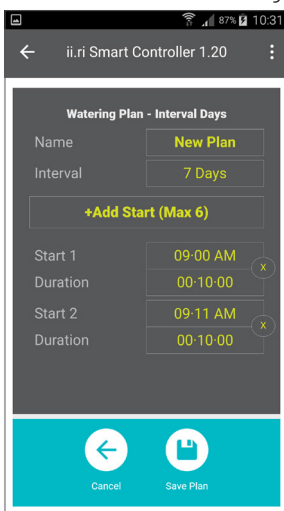 87% 10:31
ii.ri Smart Controller 1.20
Watering Plan - Interval Days
Name New Plan
Interval 7 Days
+Add Start (Max 6)
Start 1 09·00 AM
x
Duration 00·10·00
Start 2 09·11 AM
x
Duration 00·10·00
Cancel Save Plan